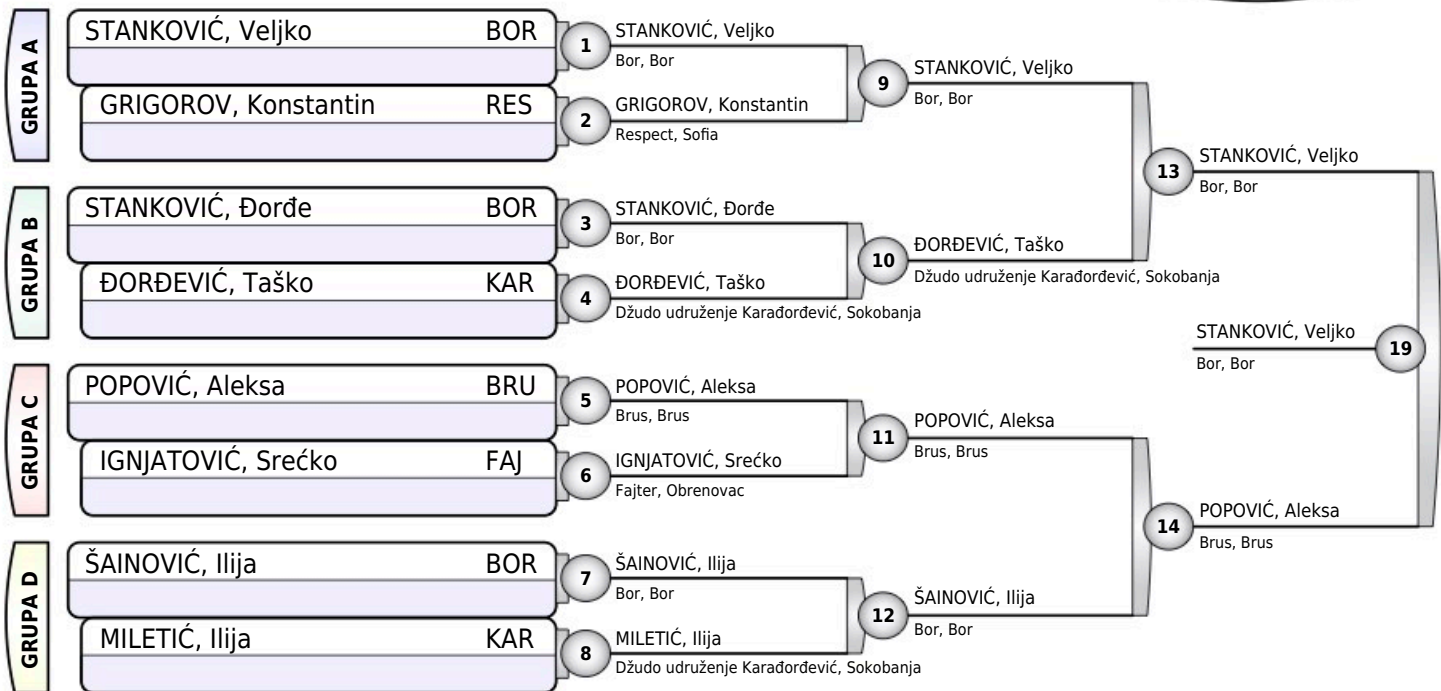 GRUPA A
STANKOVIĆ, Veljko BOR
GRIGOROV, Konstantin RES
GRUPA B
STANKOVIĆ, Đorđe BOR
ĐORĐEVIĆ, Taško KAR
GRUPA C
POPOVIĆ, Aleksa BRU
IGNJATOVIĆ, Srećko FAJ
GRUPA D
ŠAINOVIĆ, Ilija BOR
MILETIĆ, Ilija KAR
1 STANKOVIĆ, Veljko
Bor, Bor
2 GRIGOROV, Konstantin
Respect, Sofia
3 STANKOVIĆ, Đorđe
Bor, Bor
4 ĐORĐEVIĆ, Taško
Džudo udruženje Karađorđević, Sokobanja
5 POPOVIĆ, Aleksa
Brus, Brus
6 IGNJATOVIĆ, Srećko
Fajter, Obrenovac
7 ŠAINOVIĆ, Ilija
Bor, Bor
8 MILETIĆ, Ilija
Džudo udruženje Karađorđević, Sokobanja
9 STANKOVIĆ, Veljko
Bor, Bor
10 ĐORĐEVIĆ, Taško
Džudo udruženje Karađorđević, Sokobanja
11 POPOVIĆ, Aleksa
Brus, Brus
12 ŠAINOVIĆ, Ilija
Bor, Bor
13 STANKOVIĆ, Veljko
Bor, Bor
14 POPOVIĆ, Aleksa
Brus, Brus
STANKOVIĆ, Veljko 19
Bor, Bor